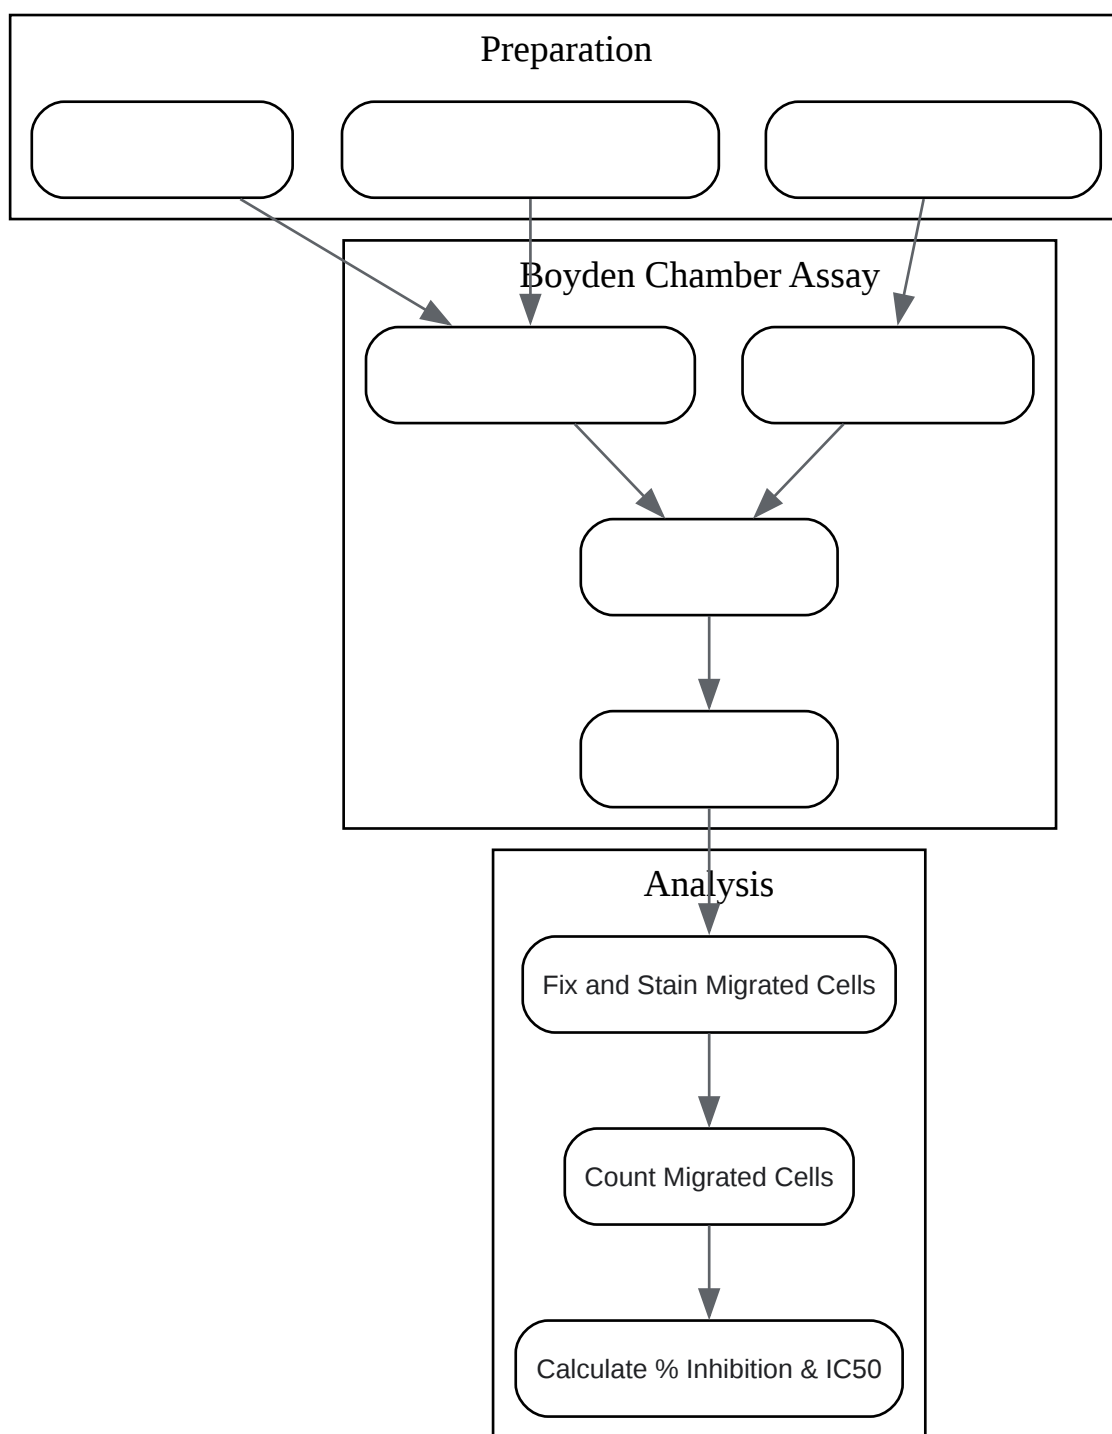 Preparation
Boyden Chamber Assay
Analysis
Fix and Stain Migrated Cells
Count Migrated Cells
Calculate % Inhibition & IC50